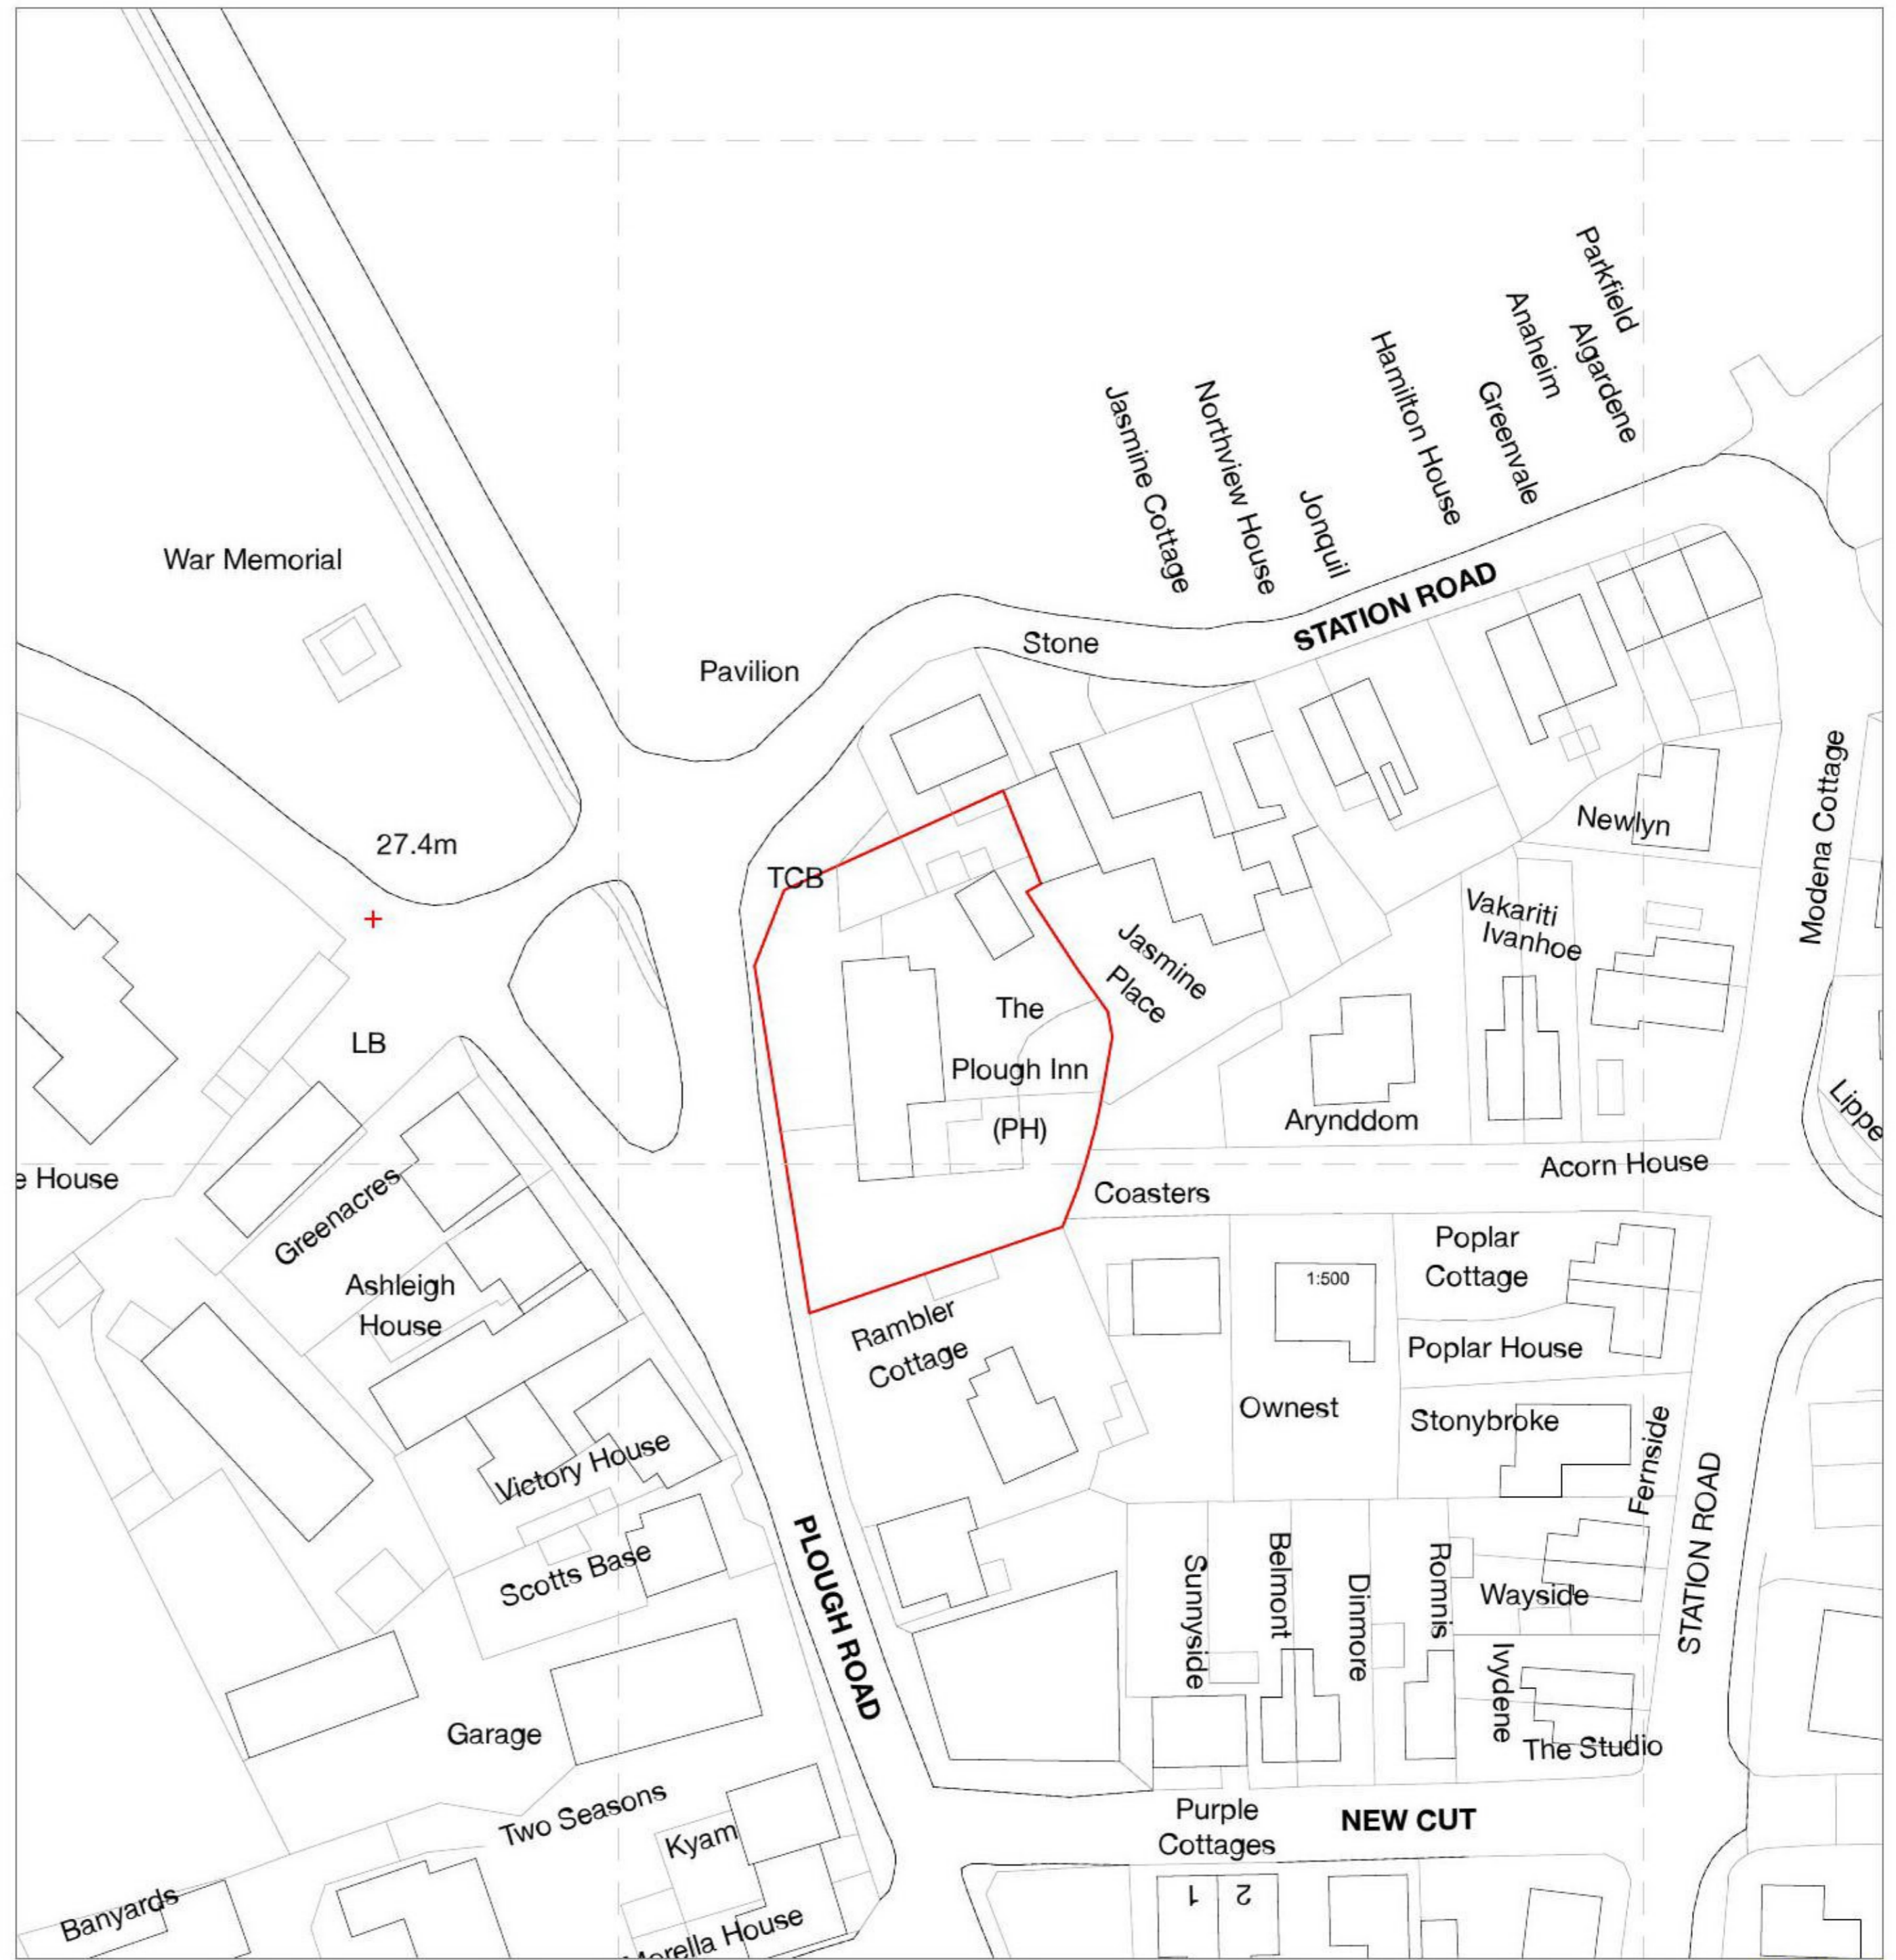 Parkfield
Anaheim
Algardene
Hamilton House
Greenvale
Jasmine Cottage
Northview House
Jonquil
War Memorial
STATION ROAD
Stone
Pavilion
Newlyn
Modena Cottage
27.4m
TCB
Vakariti
Ivanhoe
Jasmine
Place
The
LB
Plough Inn
(PH)
Arynddom
Lippe
Acorn House
e House
Coasters
Greenacres
Poplar
Cottage
1:500
Ashleigh
House
Rambler
Cottage
Poplar House
Ownest
Stonybroke
Fernside
Victory House
STATION ROAD
Scotts Base
PLOUGH ROAD
Sunnyside
Belmont
Dinmore
Romnis
Wayside
Ivydene
Garage
The Studio
Two Seasons
Purple
Cottages
NEW CUT
Kyam
1
2
Banyards
Morella House